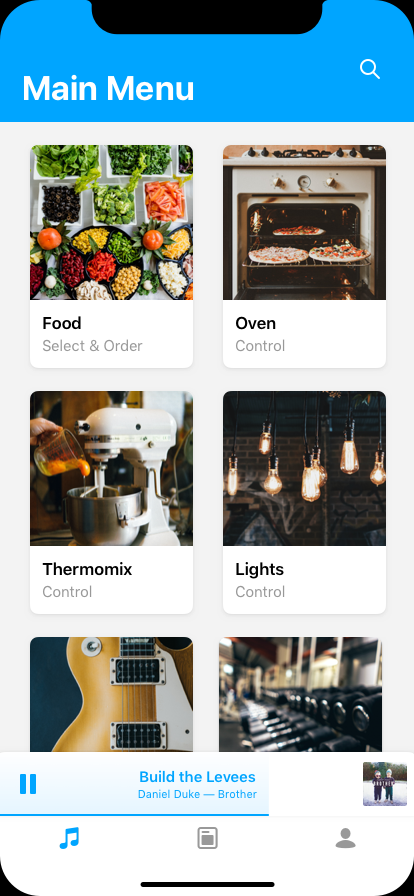 Main Menu
Food
Select & Order
Oven
Control
Thermomix
Control
Lights
Control
Build the Levees
Daniel Duke — Brother